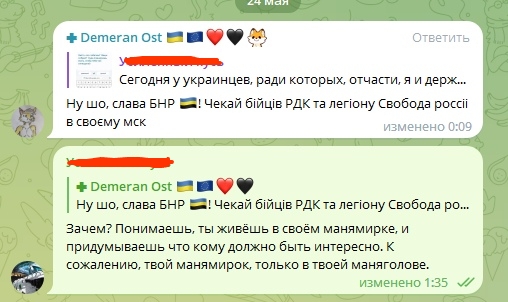 24 мая
Demeran Ost 🇺🇦🇪🇺❤️🖤🦊
Ответить
Сегодня у украинцев, ради которых, отчасти, я и держ...
Ну шо, слава БНР! Чекай бійців РДК та легіону Свобода россіі
в своєму мск
изменено 0:09
Demeran Ost 🇺🇦🇪🇺❤️🖤
Ну шо, слава БНР! Чекай бійців РДК та легіону Свобода ро...
Зачем? Понимаешь, ты живёшь в своём манямирке, и
придумываешь что кому должно быть интересно. К
сожалению, твой манямирок, только в твоей маняголове.
изменено 1:35